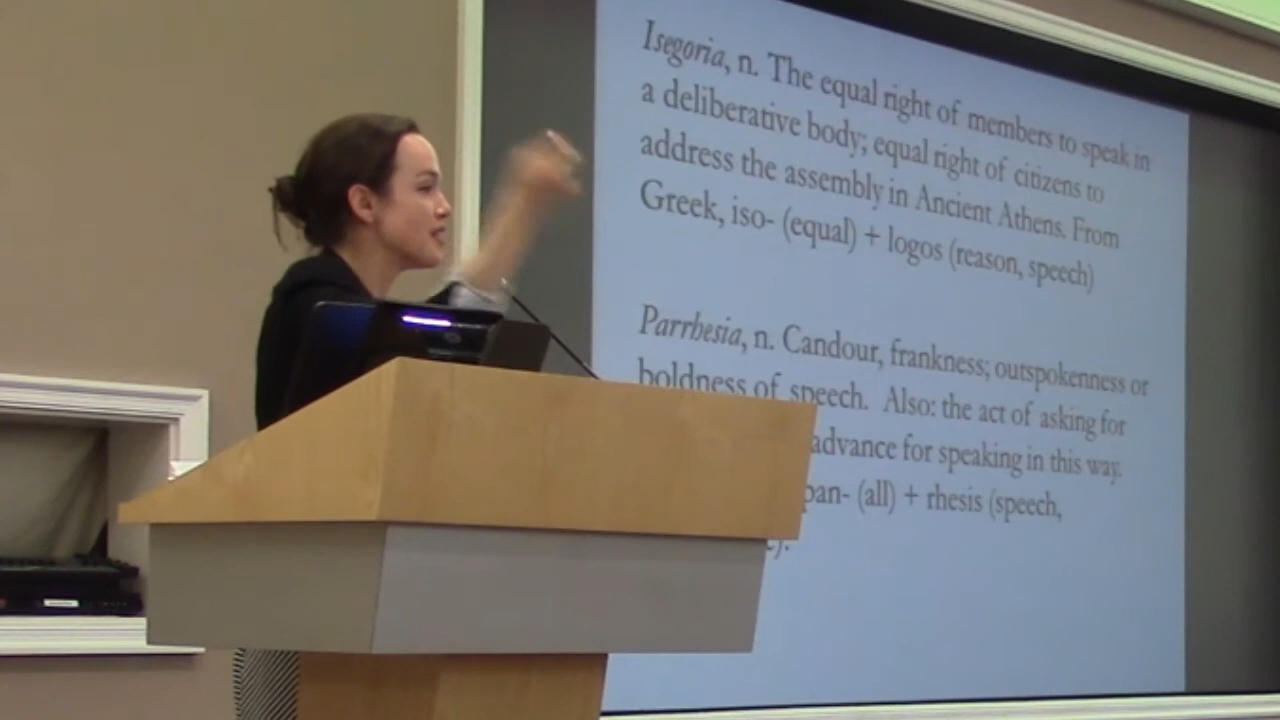 Isegoria, n. The equal right of members to speak in
a deliberative body; equal right of citizens to
address the assembly in Ancient Athens. From
Greek, iso- (equal) + logos (reason, speech)
Parrhesia, n. Candour, frankness; outspokenness or
boldness of speech. Also: the act of asking for
advance for speaking in this way.
pan- (all) + rhesis (speech,
).